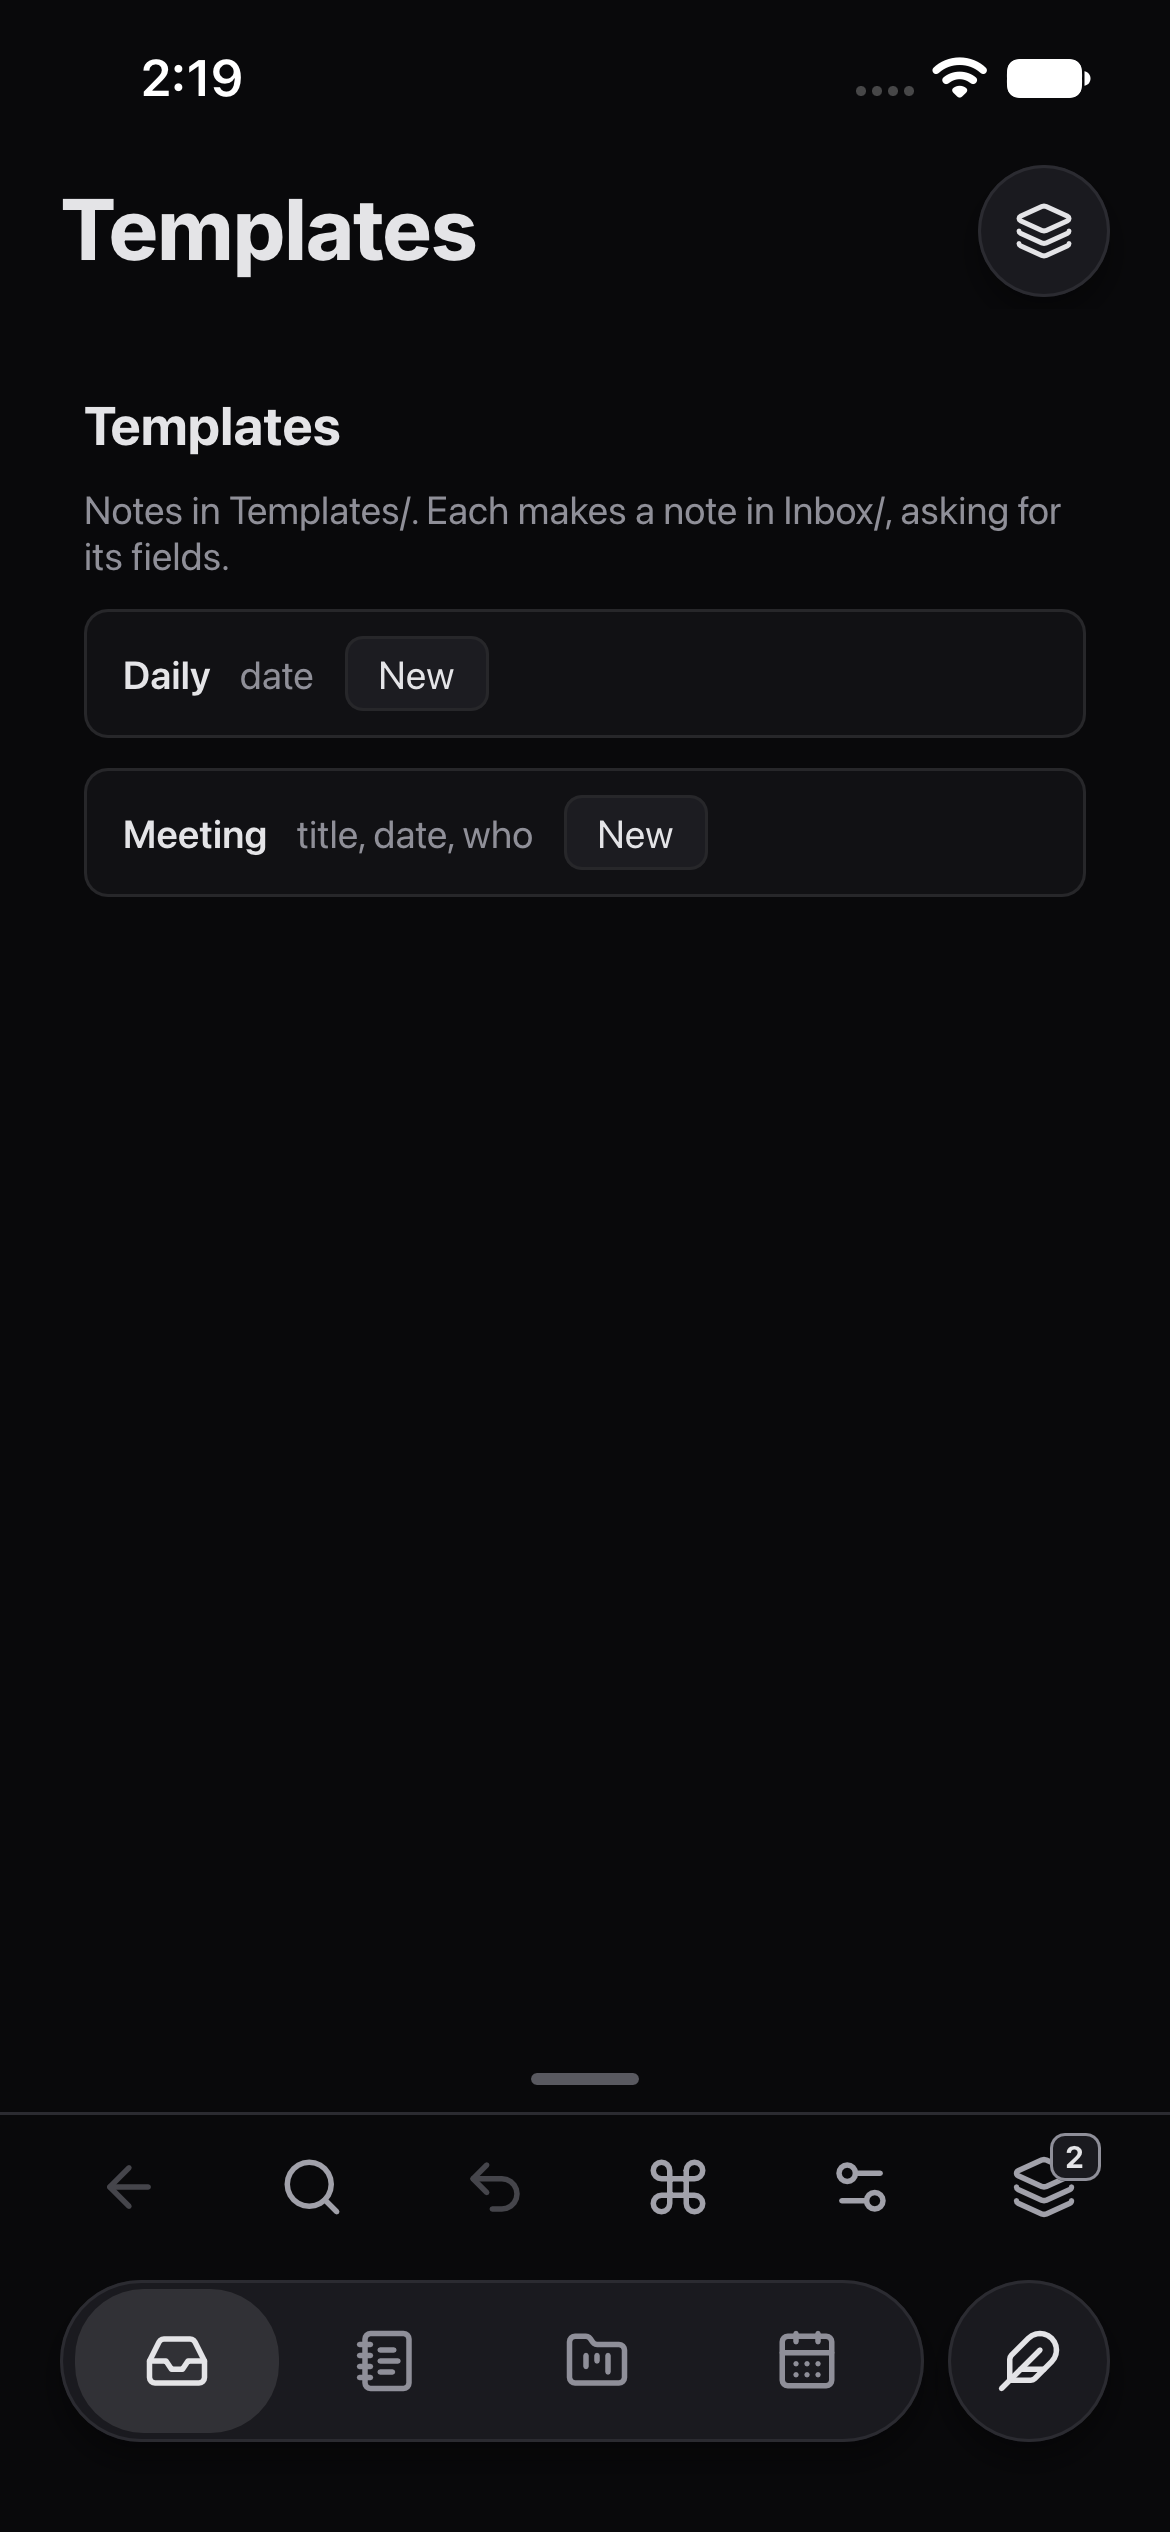 2:19
Templates
Templates
Notes in Templates/. Each makes a note in Inbox/, asking for
its fields.
Daily date New
Meeting title, date, who New
2